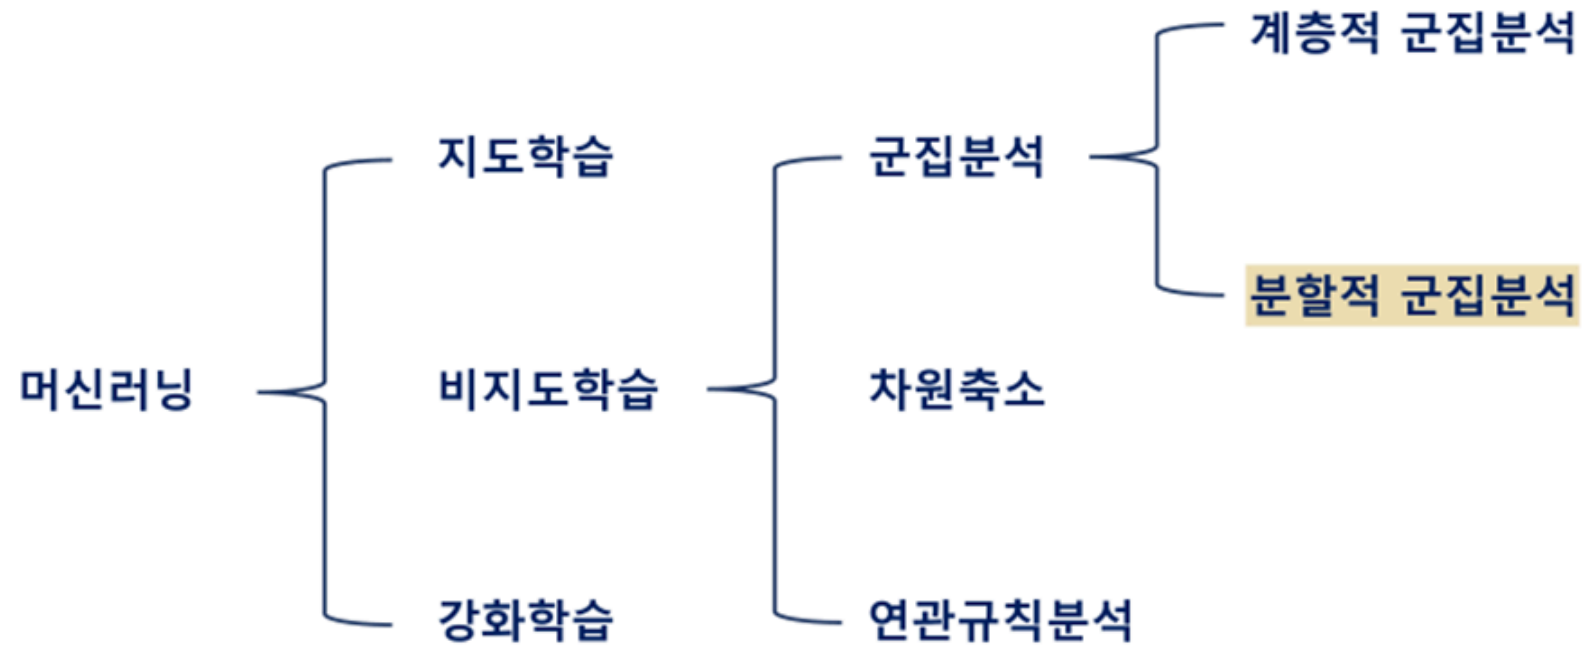 계층적 군집분석
지도학습
군집분석
분할적 군집분석
머신러닝
비지도학습
차원축소
강화학습
연관규칙분석